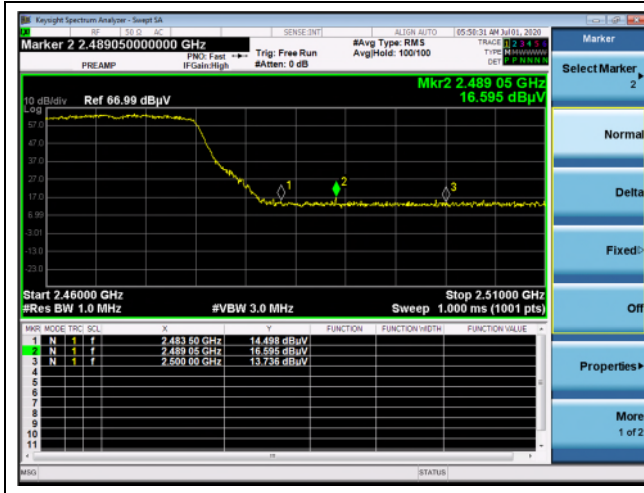 Keysight Spectrum Analyzer - Swept SA
RF 50 Ω AC SENSE:INT ALIGN AUTO 05:50:31 AM Jul 01, 2020
Marker 2 2.489050000000 GHz
PREAMP
PNO: Fast
IFGain:High
Trig: Free Run
#Atten: 0 dB
#Avg Type: RMS
Avg|Hold: 100/100
TRACE 1 2 3 4 5 6
TYPE M
DET P P N N N N
Mkr2 2.489 05 GHz
16.595 dBµV
10 dB/div Ref 66.99 dBµV
Log
57.0
47.0
37.0
27.0
17.0
6.99
-3.01
-13.0
-23.0
1
2
3
Start 2.46000 GHz
Stop 2.51000 GHz
#Res BW 1.0 MHz #VBW 3.0 MHz Sweep 1.000 ms (1001 pts)
MKR MODE TRC SCL X Y FUNCTION FUNCTION WIDTH FUNCTION VALUE
1 N 1 f 2.483 50 GHz 14.498 dBµV
2 N 1 f 2.489 05 GHz 16.595 dBµV
3 N 1 f 2.500 00 GHz 13.736 dBµV
4
5
6
7
8
9
10
11
MSG STATUS
Marker
Select Marker
2
Normal
Delta
Fixed
Off
Properties
More
1 of 2